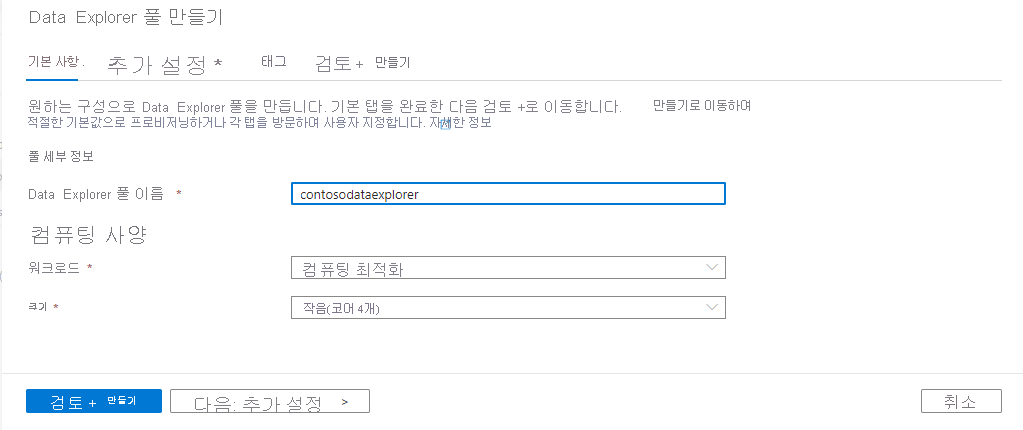 Data Explorer 풀 만들기
기본 사항 . 추가 설정 * 태그 검토 + 만들기
원하는 구성으로 Data Explorer 풀을 만듭니다. 기본 탭을 완료한 다음 검토 +로 이동합니다. 만들기로 이동하여
적절한 기본값으로 프로비저닝하거나 각 탭을 방문하여 사용자 지정합니다. 자세한 정보
풀 세부 정보
Data Explorer 풀 이름 * contosodataexplorer
컴퓨팅 사양
워크로드 * 컴퓨팅 최적화
크기 * 작음(코어 4개)
검토 + 만들기 다음: 추가 설정 > 취소